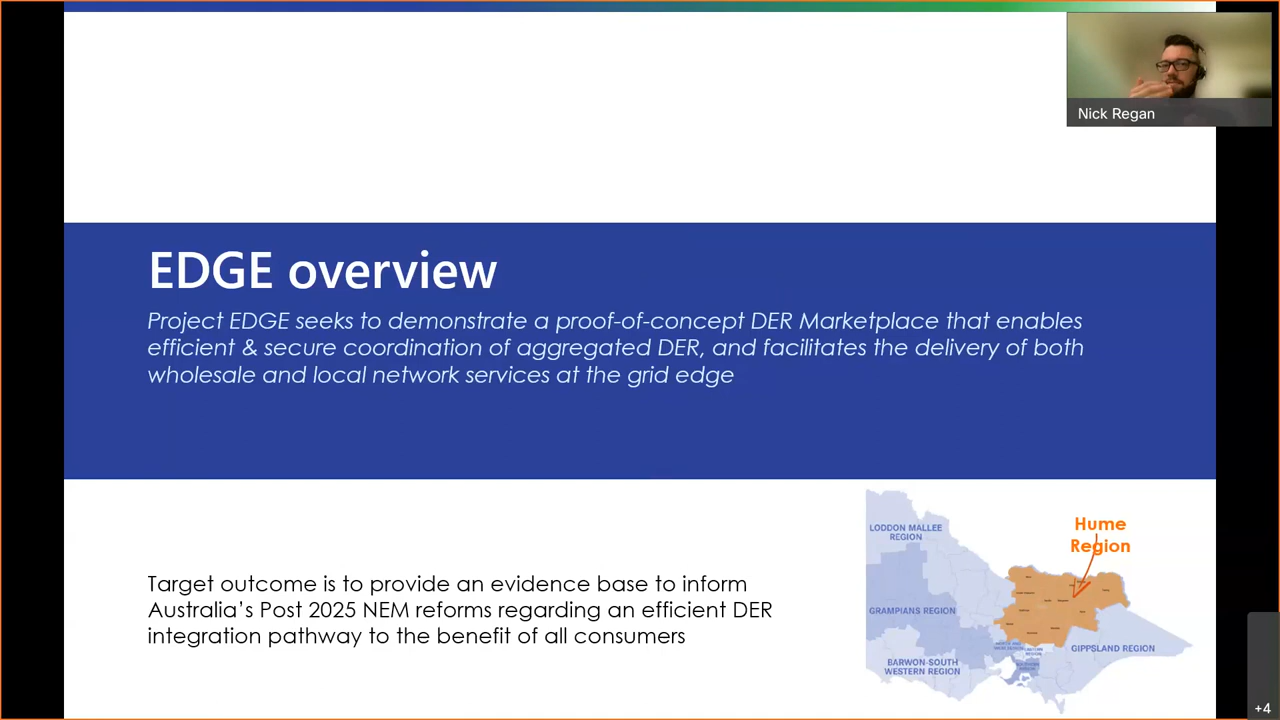 Nick Regan
EDGE overview
Project EDGE seeks to demonstrate a proof-of-concept DER Marketplace that enables
efficient & secure coordination of aggregated DER, and facilitates the delivery of both
wholesale and local network services at the grid edge
Target outcome is to provide an evidence base to inform
Australia's Post 2025 NEM reforms regarding an efficient DER
integration pathway to the benefit of all consumers
Hume
Region
LODDON MALLEE
REGION
GRAMPIANS REGION
BARWON-SOUTH
WESTERN REGION
GIPPSLAND REGION
+4